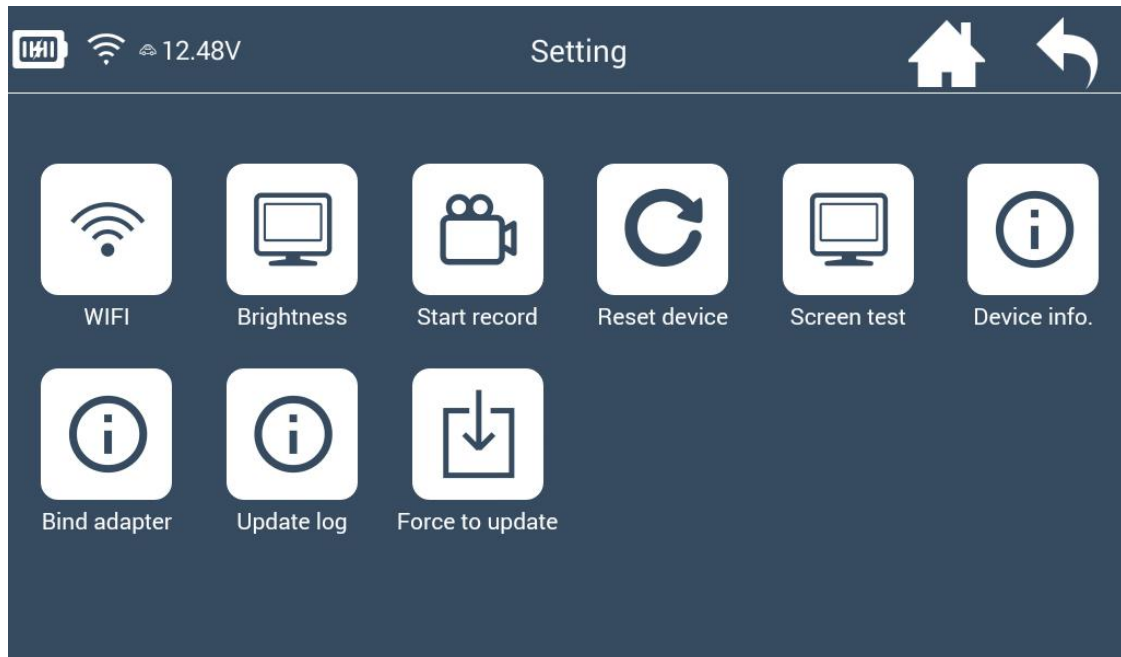 12.48V
Setting
WIFI
Brightness
Start record
Reset device
Screen test
Device info.
Bind adapter
Update log
Force to update